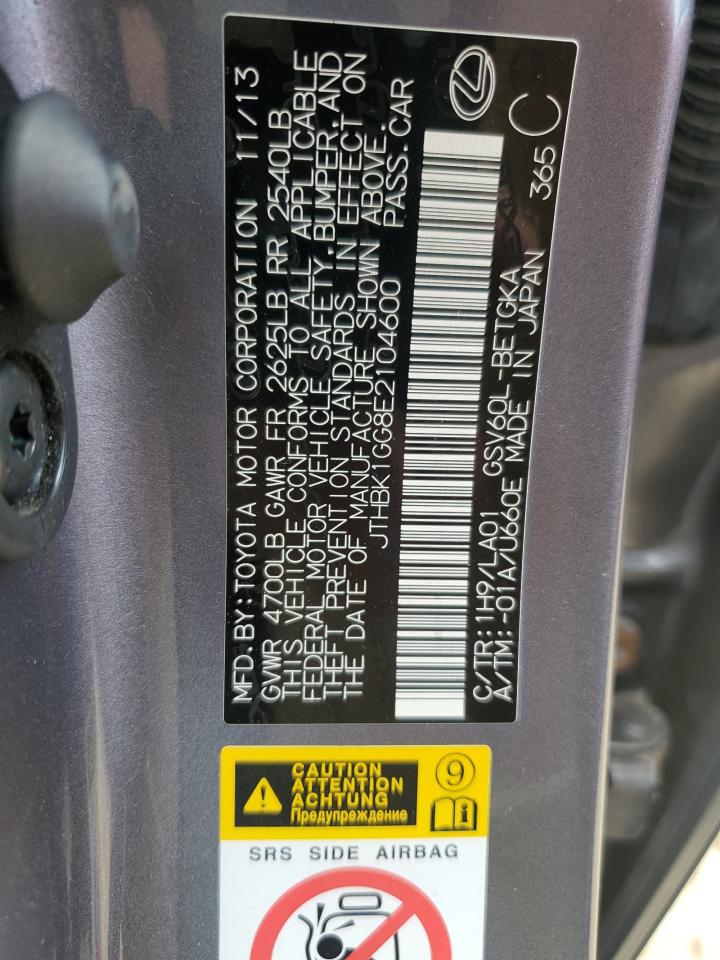 MFD.BY:TOYOTA MOTOR CORPORATION 11/13
GVWR 4700LB GAWR FR 2625LB RR 2540LB
THIS VEHICLE CONFORMS TO ALL APPLICABLE
FEDERAL MOTOR VEHICLE SAFETY,BUMPER,AND
THEFT PREVENTION STANDARDS IN EFFECT ON
THE DATE OF MANUFACTURE SHOWN ABOVE.
JTHBK1GG8E2104600 PASS.CAR
C/TR:1H9/LA01 GSV60L-BETGKA
A/TM:-01A/U660E MADE IN JAPAN
365 C
CAUTION
ATTENTION
ACHTUNG
Предупреждение
9
SRS SIDE AIRBAG